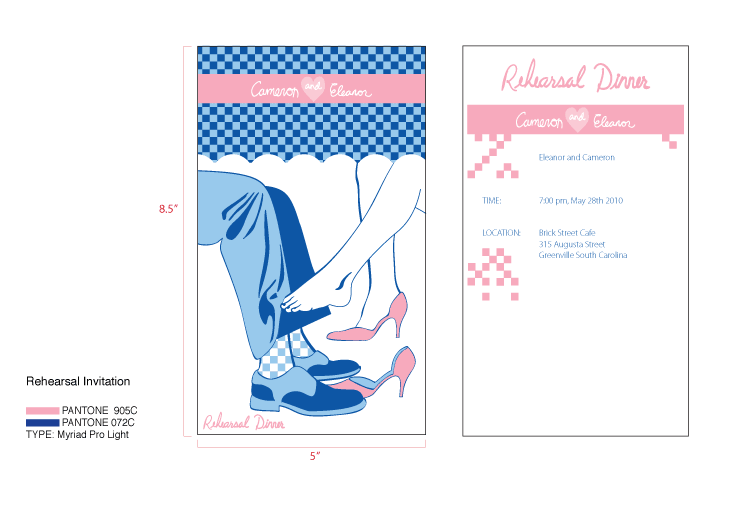 Cameron and Eleanor
8.5”
Rehearsal Dinner
5”
Rehearsal Invitation
PANTONE 905C
PANTONE 072C
TYPE: Myriad Pro Light
Rehearsal Dinner
Cameron and Eleanor
Eleanor and Cameron
TIME: 7:00 pm, May 28th 2010
LOCATION: Brick Street Cafe
315 Augusta Street
Greenville South Carolina